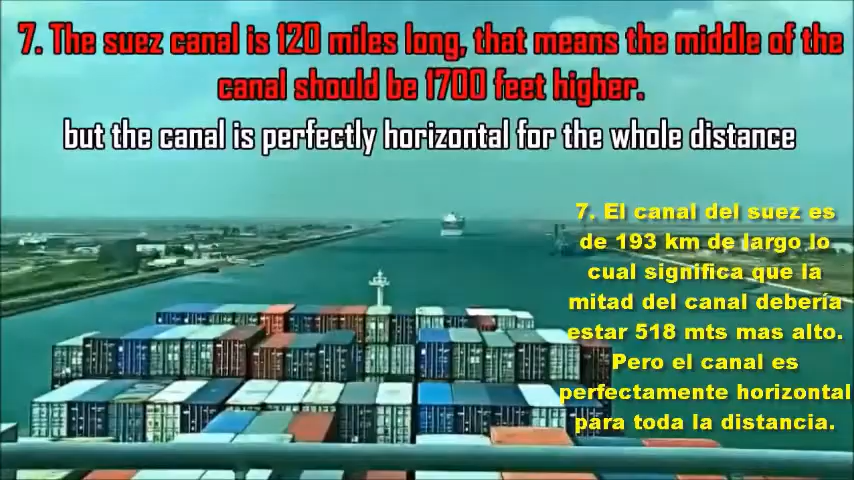 7. The suez canal is 120 miles long, that means the middle of the
canal should be 1700 feet higher.
but the canal is perfectly horizontal for the whole distance
7. El canal del suez es
de 193 km de largo lo
cual significa que la
mitad del canal debería
estar 518 mts mas alto.
Pero el canal es
perfectamente horizontal
para toda la distancia.